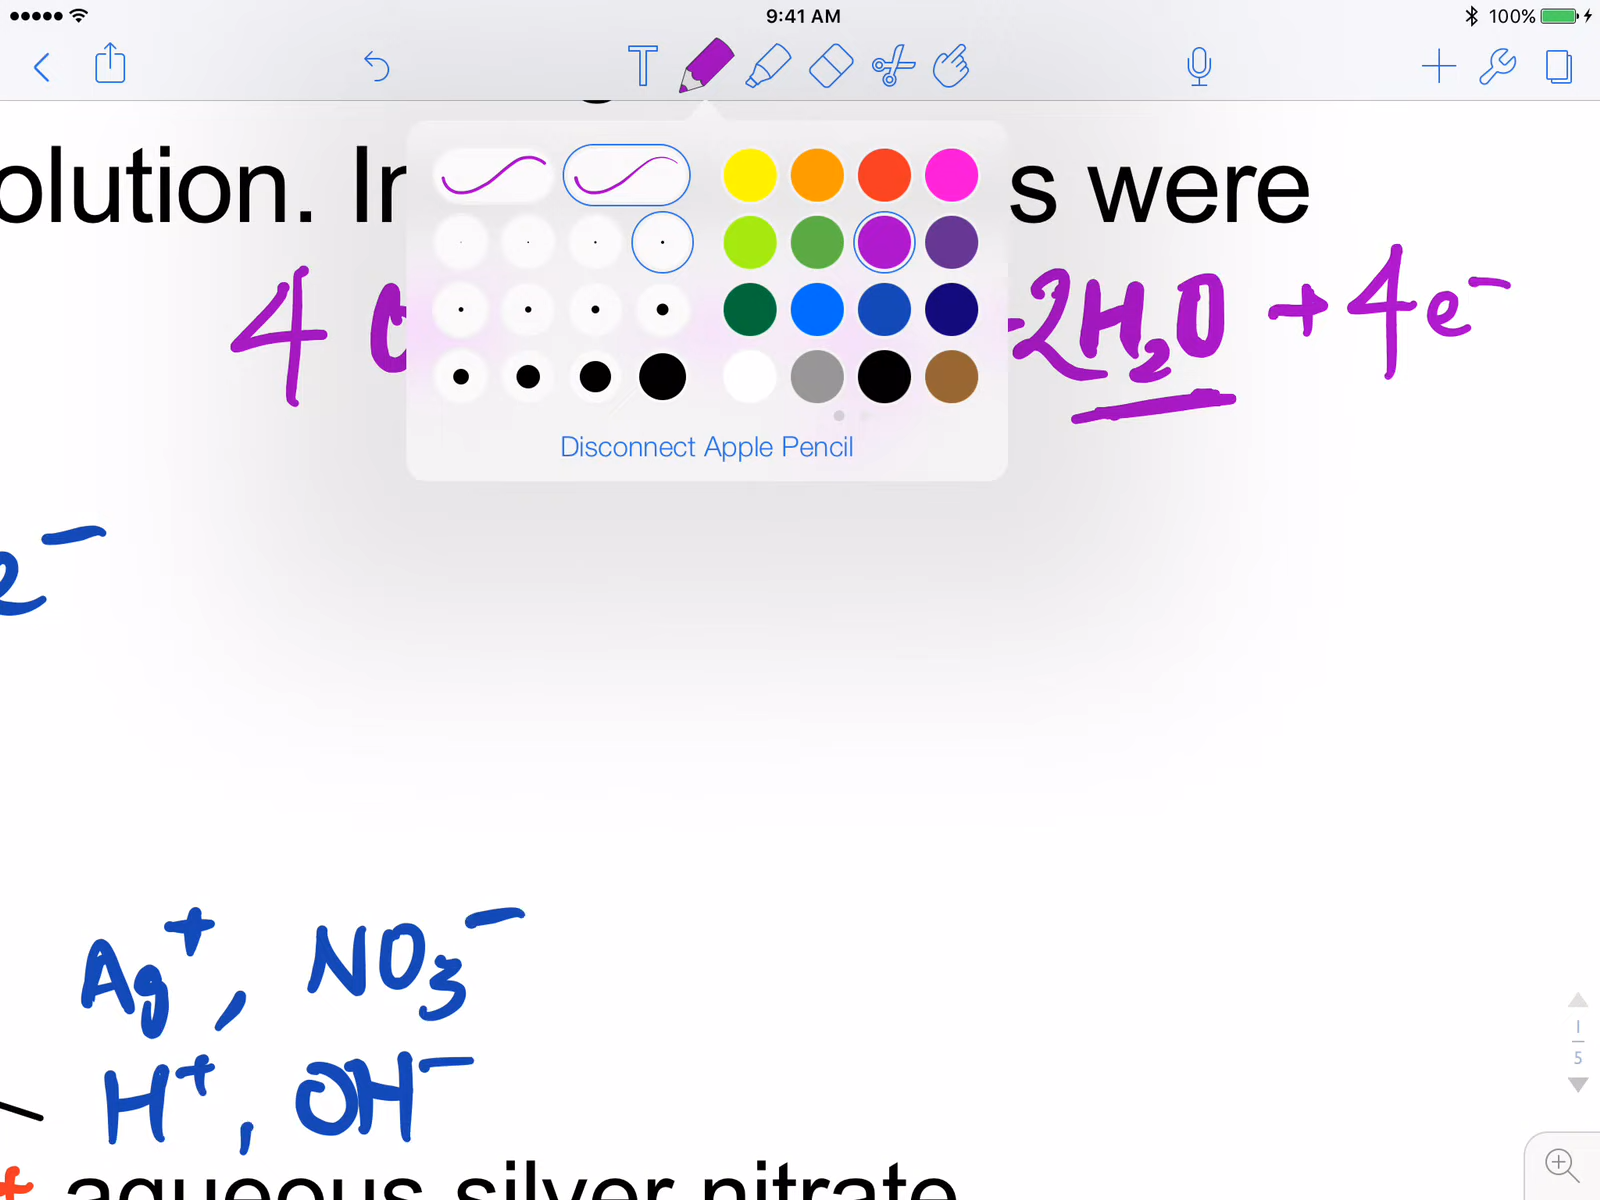 9:41 AM
100%
T
olution. In
s were
4
2H₂O + 4e⁻
Disconnect Apple Pencil
e⁻
Ag⁺, NO₃⁻
1
5
H⁺, OH⁻
aqueous silver nitrate